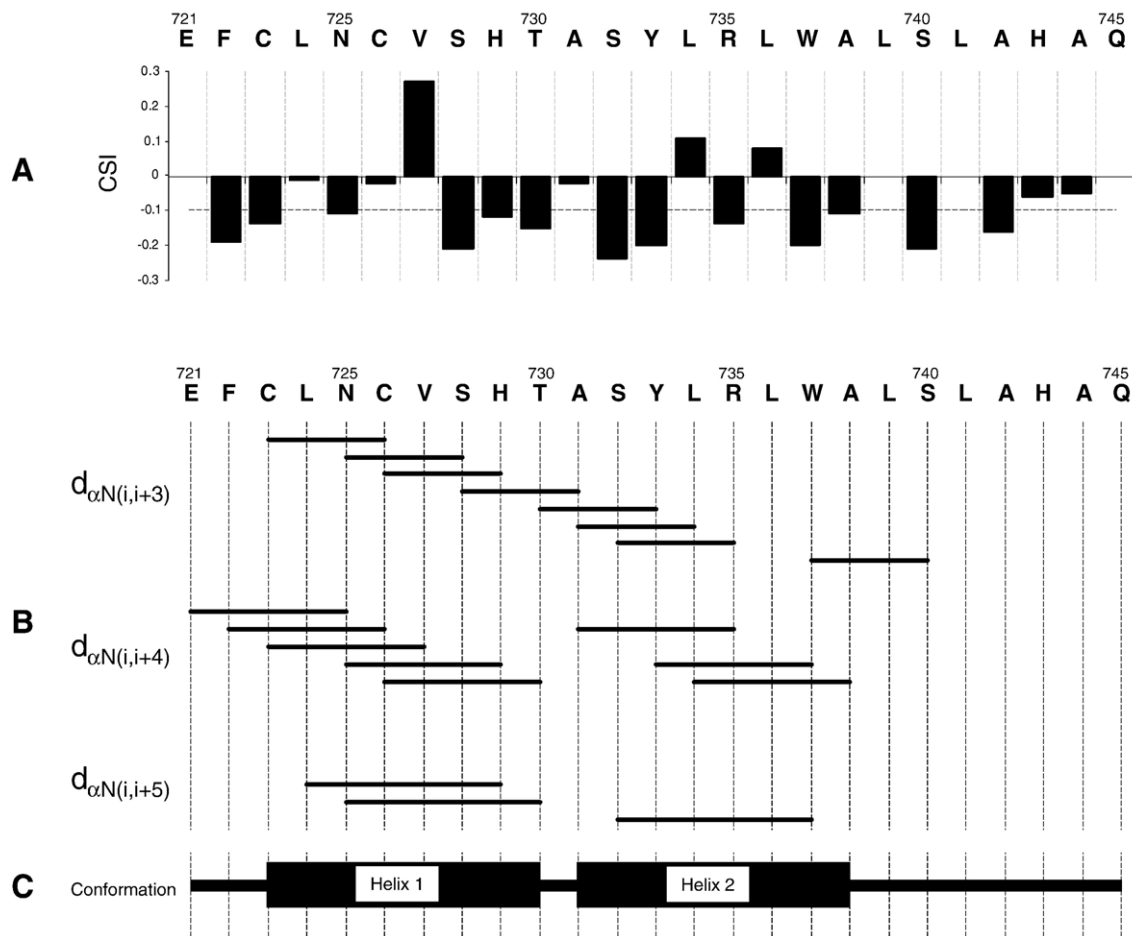 721 725 730 735 740 745
E F C L N C V S H T A S Y L R L W A L S L A H A Q
0.3
0.2
0.1
0
-0.1
-0.2
-0.3
CSI
A
721 725 730 735 740 745
E F C L N C V S H T A S Y L R L W A L S L A H A Q
dαN(i,i+3)
B
dαN(i,i+4)
dαN(i,i+5)
C Conformation Helix 1 Helix 2